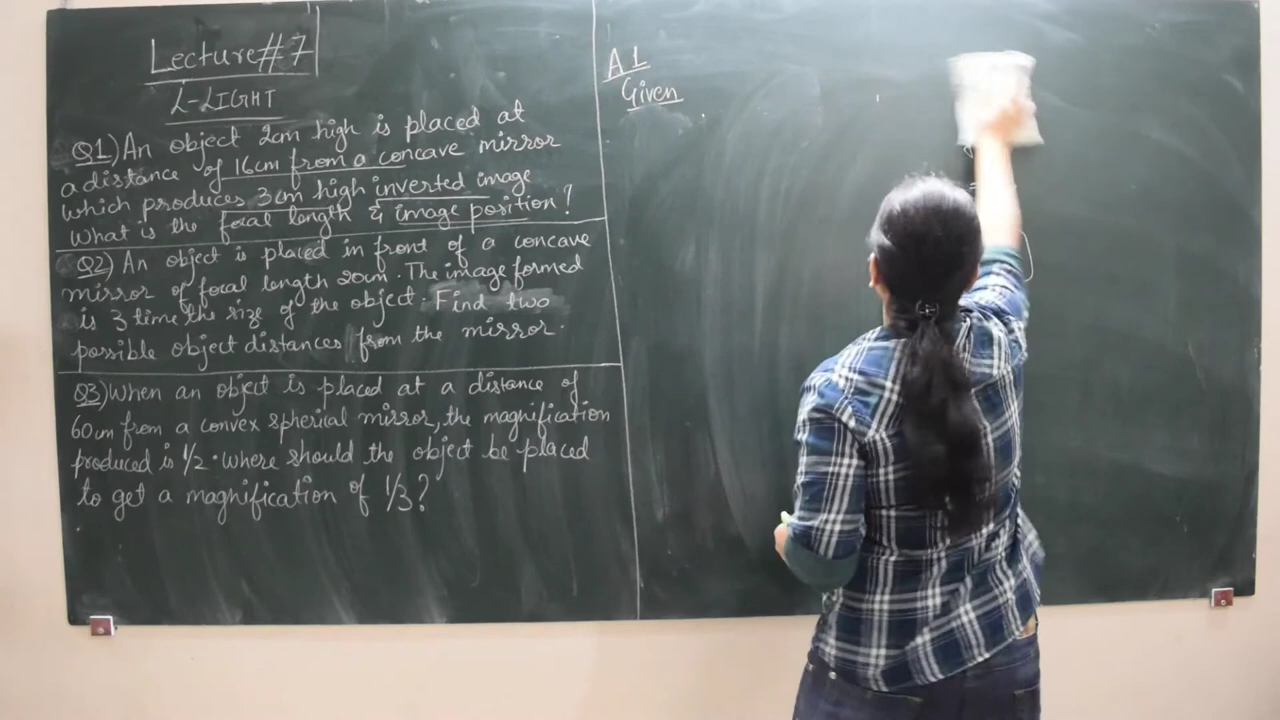 Lecture#7
L-LIGHT
Q1) An object 2cm high is placed at
a distance of 16cm from a concave mirror
which produces 3cm high inverted image
What is the focal length & image position?
Q2) An object is placed in front of a concave
mirror of focal length 20cm. The image formed
is 3 time the size of the object. Find two
possible object distances from the mirror.
Q3) When an object is placed at a distance of
60cm from a convex spherial mirror, the magnification
produced is 1/2. where should the object be placed
to get a magnification of 1/3?
A1
Given